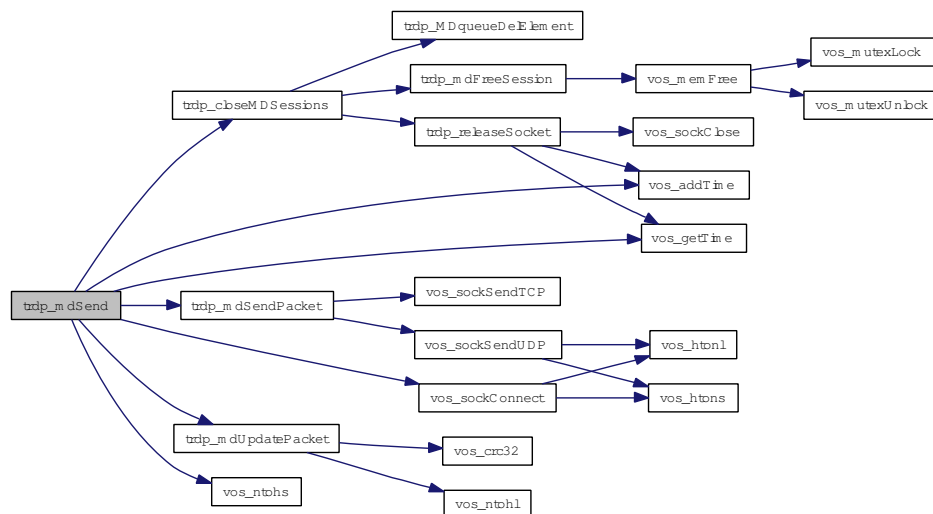 trdp_MDqueueDelElement
vos_mutexLock
trdp_mdFreeSession
vos_memFree
trdp_closeMDSessions
vos_mutexUnlock
trdp_releaseSocket
vos_sockClose
vos_addTime
vos_getTime
trdp_mdSend
trdp_mdSendPacket
vos_sockSendTCP
vos_sockSendUDP
vos_htonl
vos_sockConnect
vos_htons
trdp_mdUpdatePacket
vos_crc32
vos_ntohs
vos_ntohl